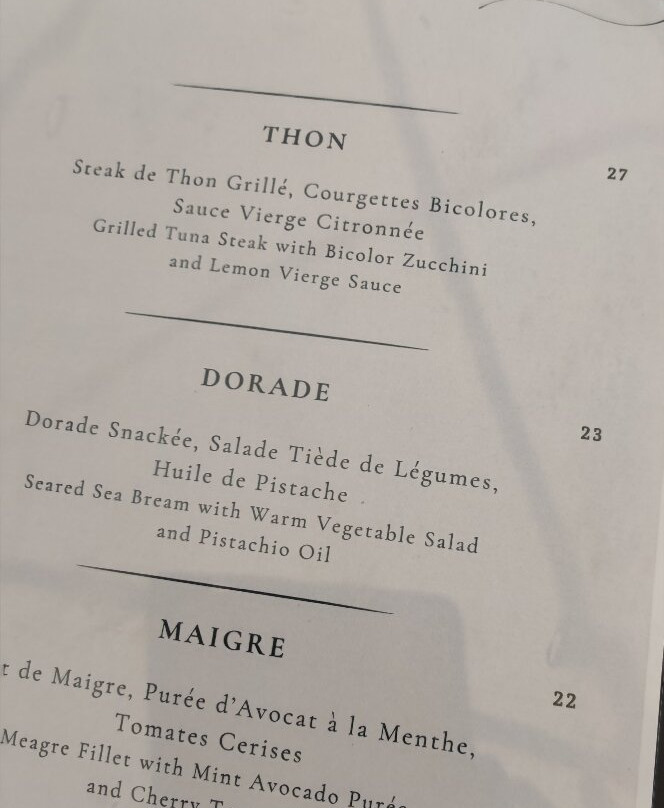 THON
27
Steak de Thon Grillé, Courgettes Bicolores,
Sauce Vierge Citronnée
Grilled Tuna Steak with Bicolor Zucchini
and Lemon Vierge Sauce
DORADE
23
Dorade Snackée, Salade Tiède de Légumes,
Huile de Pistache
Seared Sea Bream with Warm Vegetable Salad
and Pistachio Oil
MAIGRE
22
de Maigre, Purée d'Avocat à la Menthe,
Tomates Cerises
Meagre Fillet with Mint Avocado Purée
and Cherry